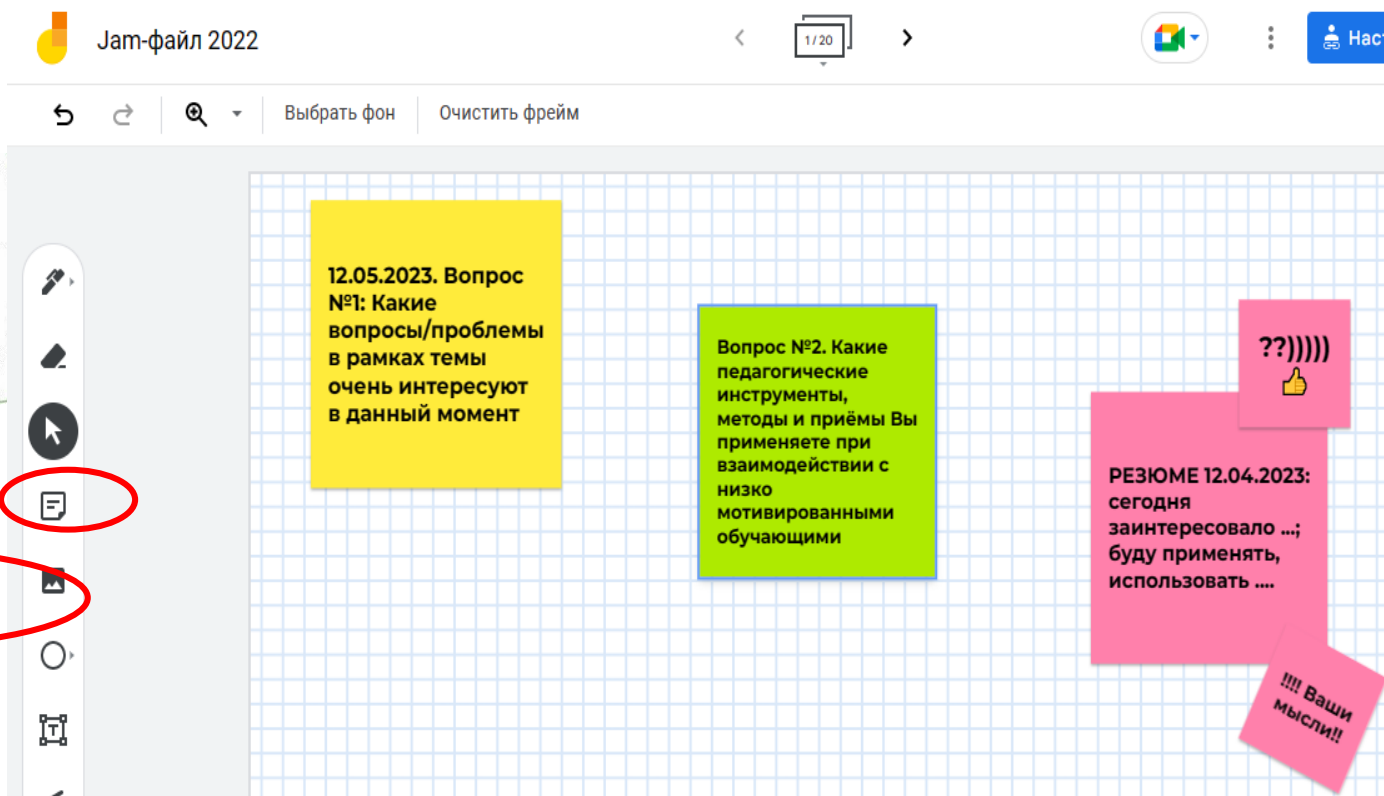 Jam-файл 2022
1 / 20
Наст
Выбрать фон
Очистить фрейм
12.05.2023. Вопрос
№1: Какие
вопросы/проблемы
в рамках темы
очень интересуют
в данный момент
Вопрос №2. Какие
педагогические
инструменты,
методы и приёмы Вы
применяете при
взаимодействии с
низко
мотивированными
обучающими
??)))))
👍
РЕЗЮМЕ 12.04.2023:
сегодня
заинтересовало ...;
буду применять,
использовать ....
!!!! Ваши
мысли!!